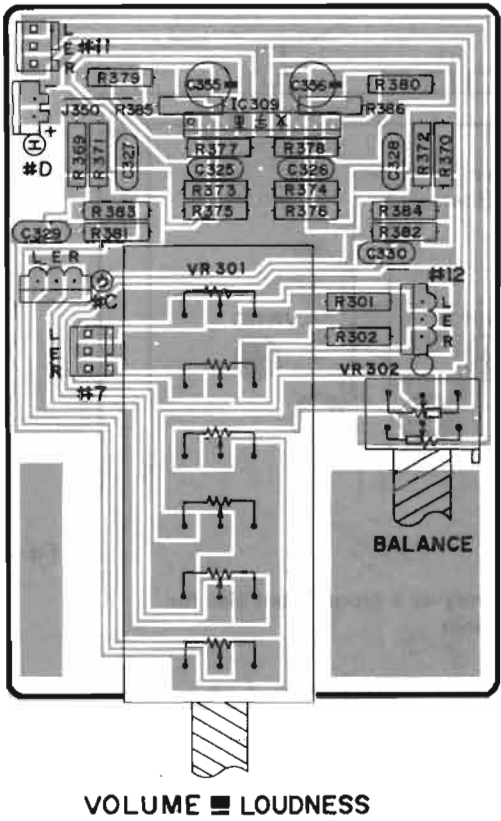 L
E #11
R
R379 C355 C356 R380
J350 R385 IC309 R386
+
#D
R369 R371 C327 R377 R378 C328 R372 R370
C325 C326
R373 R374
R383 R375 R376 R384
C329 R381 R382
C330
L E R VR301 #12
#C
R301 L
E
R302 R
L
E
R
#7 VR302
BALANCE
VOLUME LOUDNESS